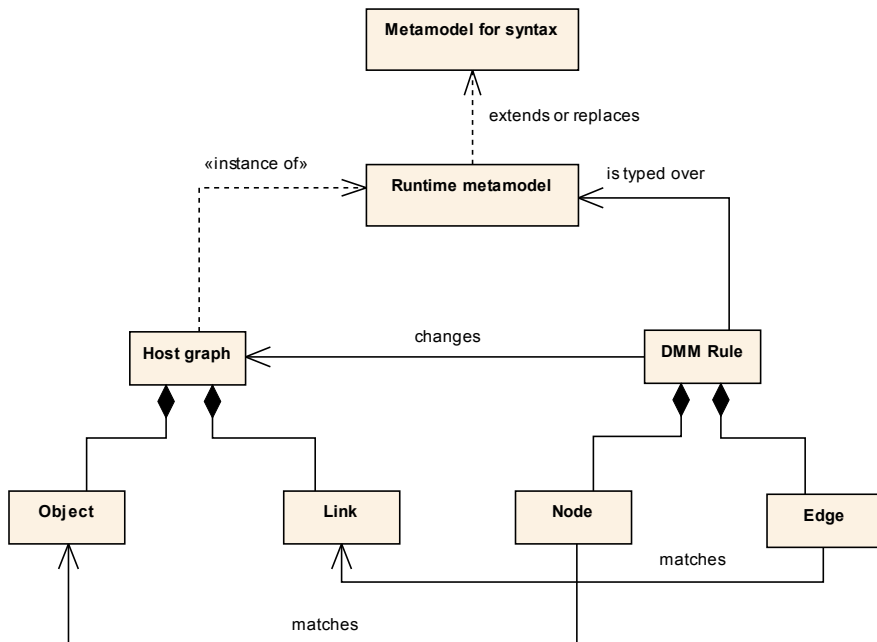 Metamodel for syntax
extends or replaces
«instance of»
is typed over
Runtime metamodel
changes
Host graph
DMM Rule
Object
Link
Node
Edge
matches
matches